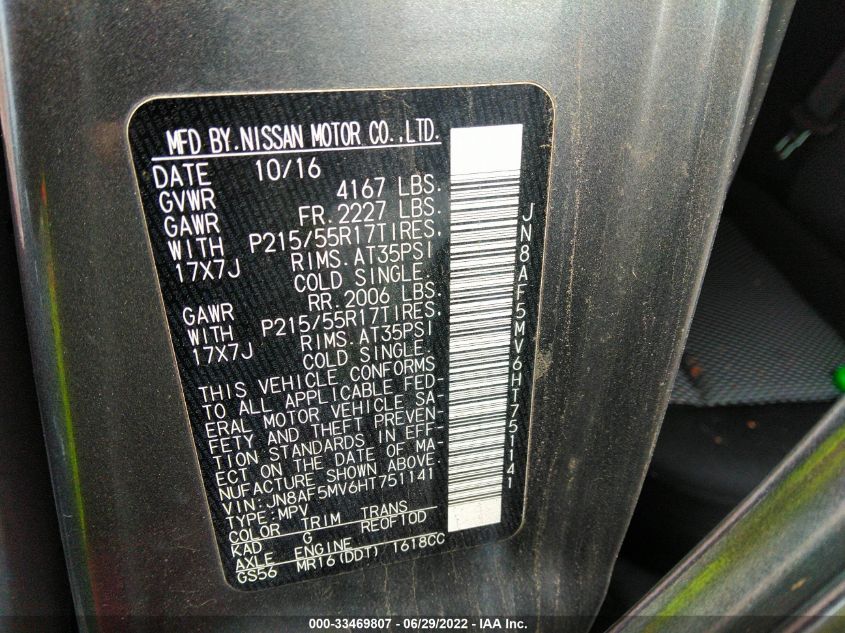 MFD BY.NISSAN MOTOR CO.,LTD.
DATE 10/16
GVWR 4167 LBS.
GAWR FR. 2227 LBS.
WITH P215/55R17TIRES.
17X7J RIMS. AT35PSI
COLD SINGLE.
GAWR RR. 2006 LBS.
WITH P215/55R17TIRES.
17X7J RIMS. AT35PSI
COLD SINGLE.
THIS VEHICLE CONFORMS
TO ALL APPLICABLE FED-
ERAL MOTOR VEHICLE SA-
FETY AND THEFT PREVEN-
TION STANDARDS IN EFF-
ECT ON THE DATE OF MA-
NUFACTURE SHOWN ABOVE.
VIN: JN8AF5MV6HT751141
TYPE: MPV
COLOR TRIM TRANS
KAD G RE0F10D
AXLE ENGINE
GS56 MR16(DDT) 1618CC
JN8AF5MV6HT751141
000-33469807 - 06/29/2022 - IAA Inc.